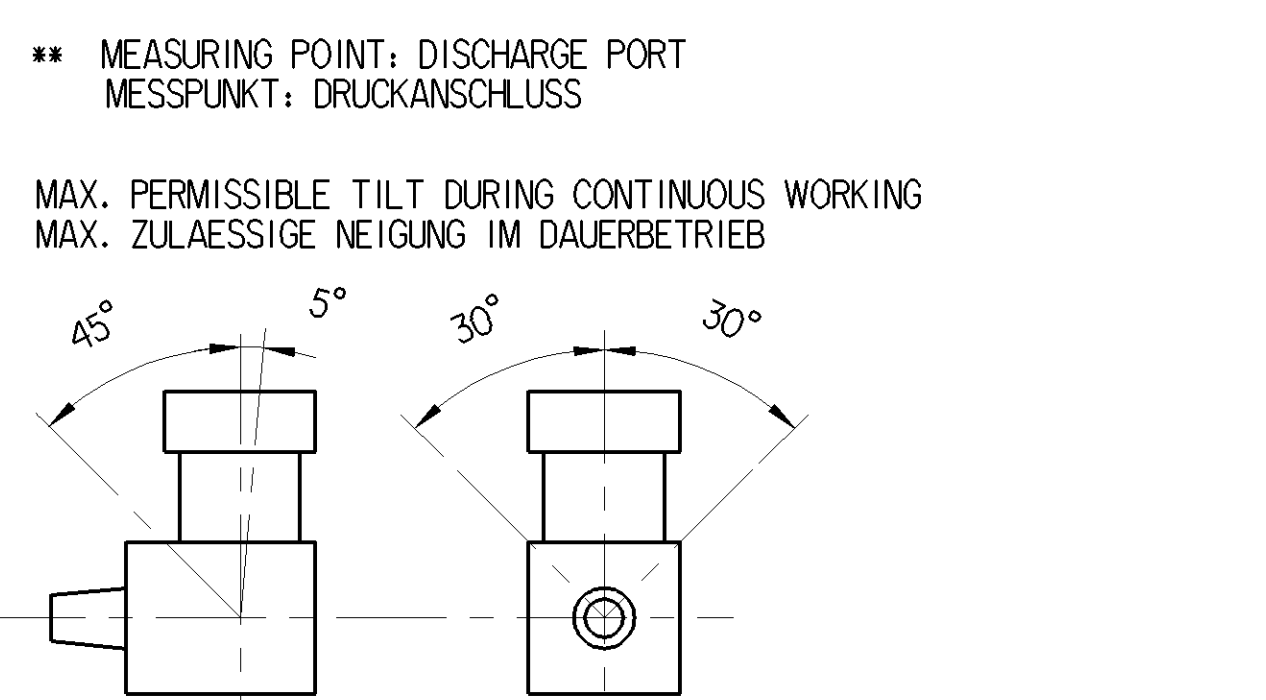 ** MEASURING POINT: DISCHARGE PORT
MESSPUNKT: DRUCKANSCHLUSS
MAX. PERMISSIBLE TILT DURING CONTINUOUS WORKING
MAX. ZULAESSIGE NEIGUNG IM DAUERBETRIEB
45° 5° 30° 30°